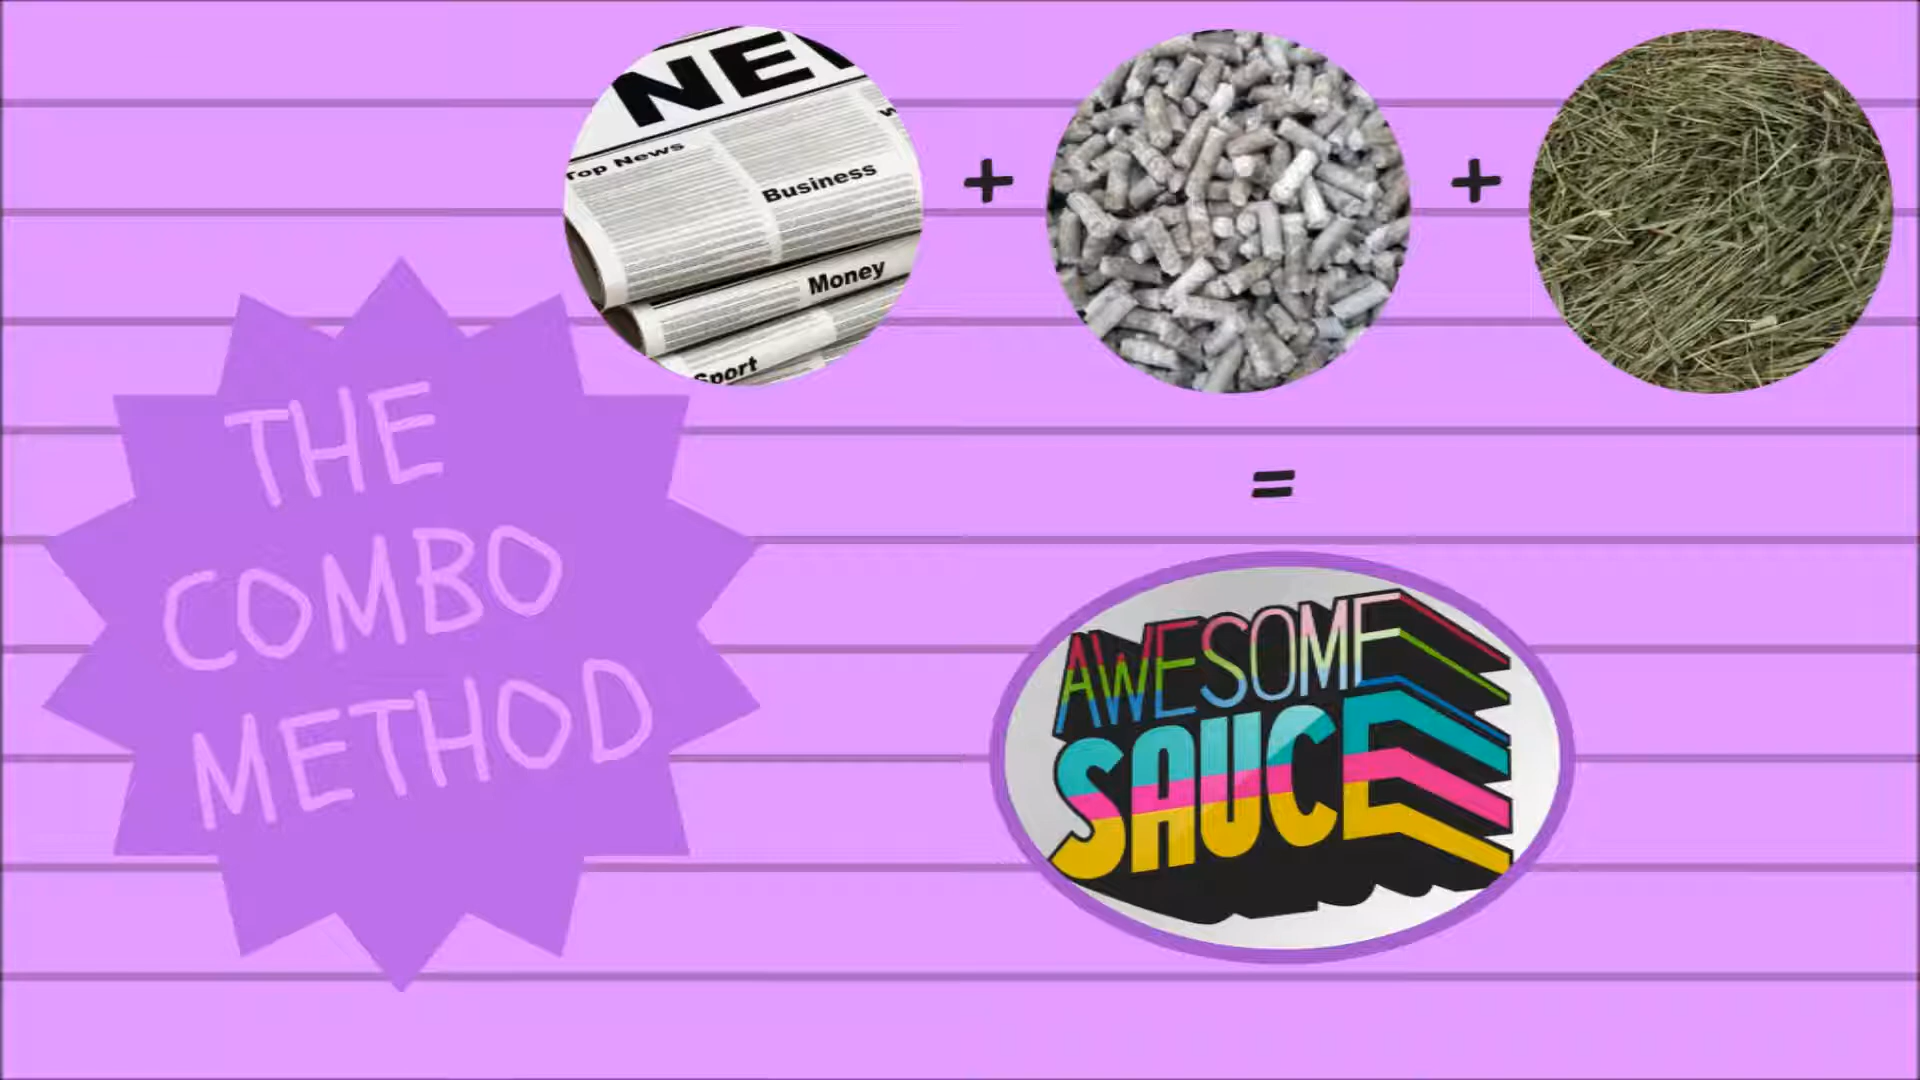 NE
Top News
Business
Money
Sport
+
+
=
THE
COMBO
METHOD
AWESOME
SAUCE